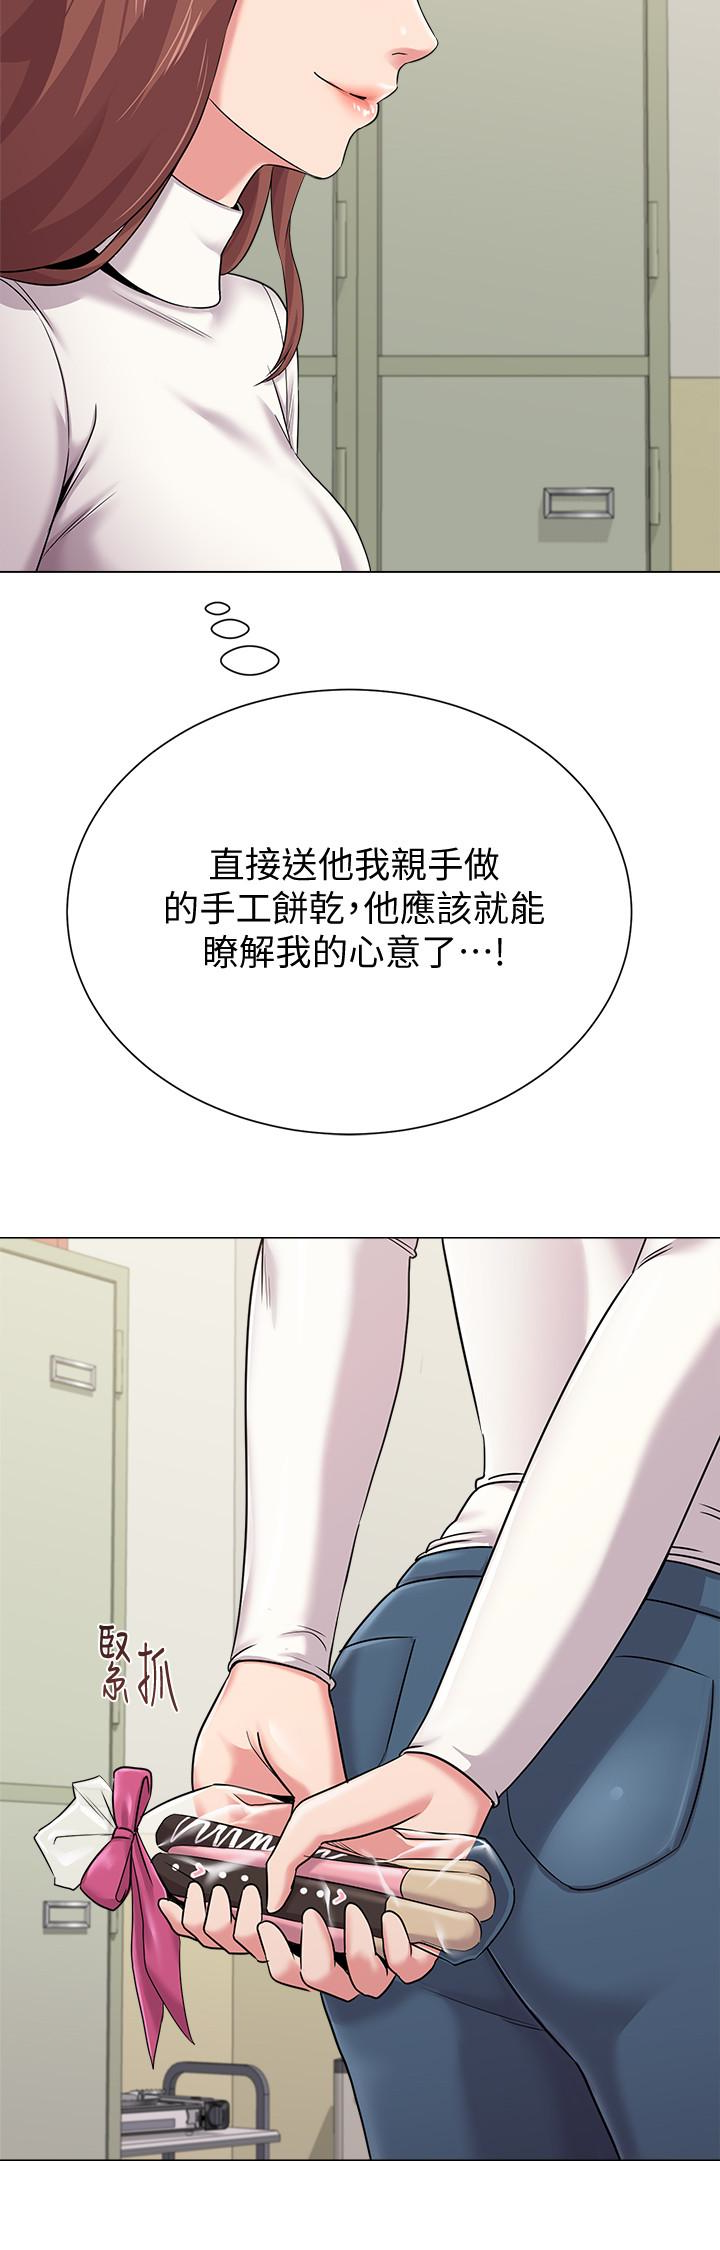 直接送他我親手做
的手工餅乾,他應該就能
瞭解我的心意了…!
緊抓